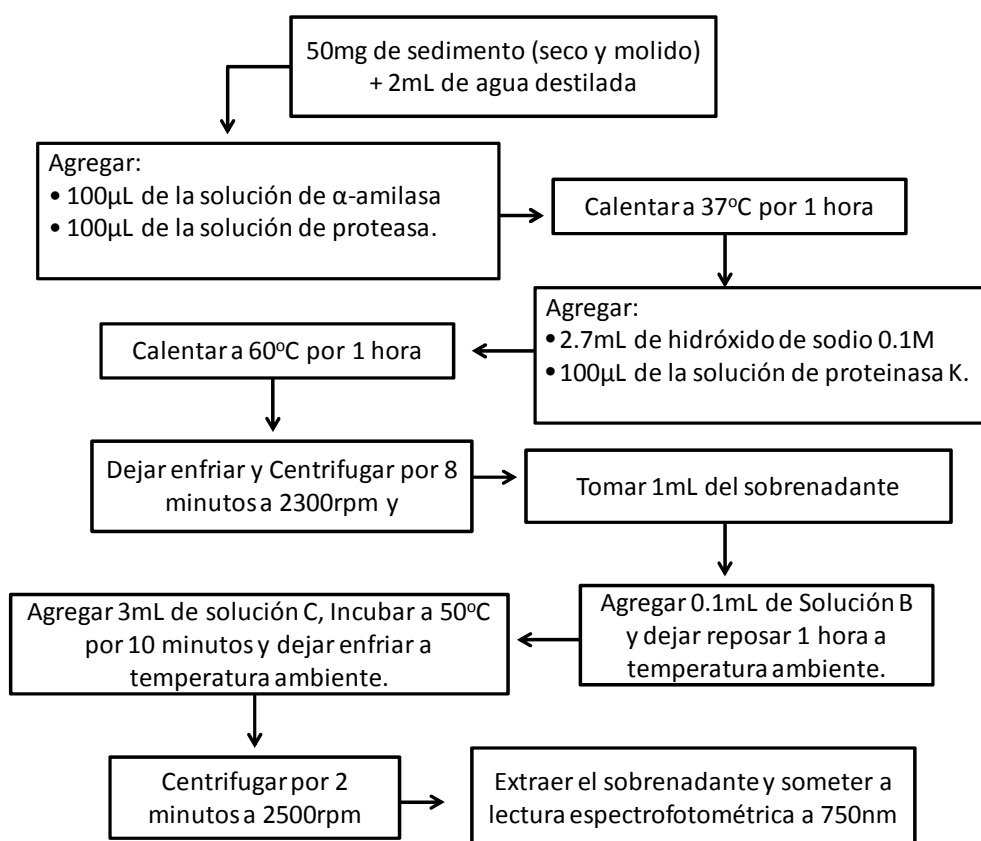 50mg de sedimento (seco y molido)
+ 2mL de agua destilada
Agregar:
• 100µL de la solución de α-amilasa
• 100µL de la solución de proteasa.
Calentar a 37°C por 1 hora
Agregar:
• 2.7mL de hidróxido de sodio 0.1M
• 100µL de la solución de proteinasa K.
Calentar a 60°C por 1 hora
Dejar enfriar y Centrifugar por 8
minutos a 2300rpm y
Tomar 1mL del sobrenadante
Agregar 0.1mL de Solución B
y dejar reposar 1 hora a
temperatura ambiente.
Agregar 3mL de solución C, Incubar a 50°C
por 10 minutos y dejar enfriar a
temperatura ambiente.
Centrifugar por 2
minutos a 2500rpm
Extraer el sobrenadante y someter a
lectura espectrofotométrica a 750nm